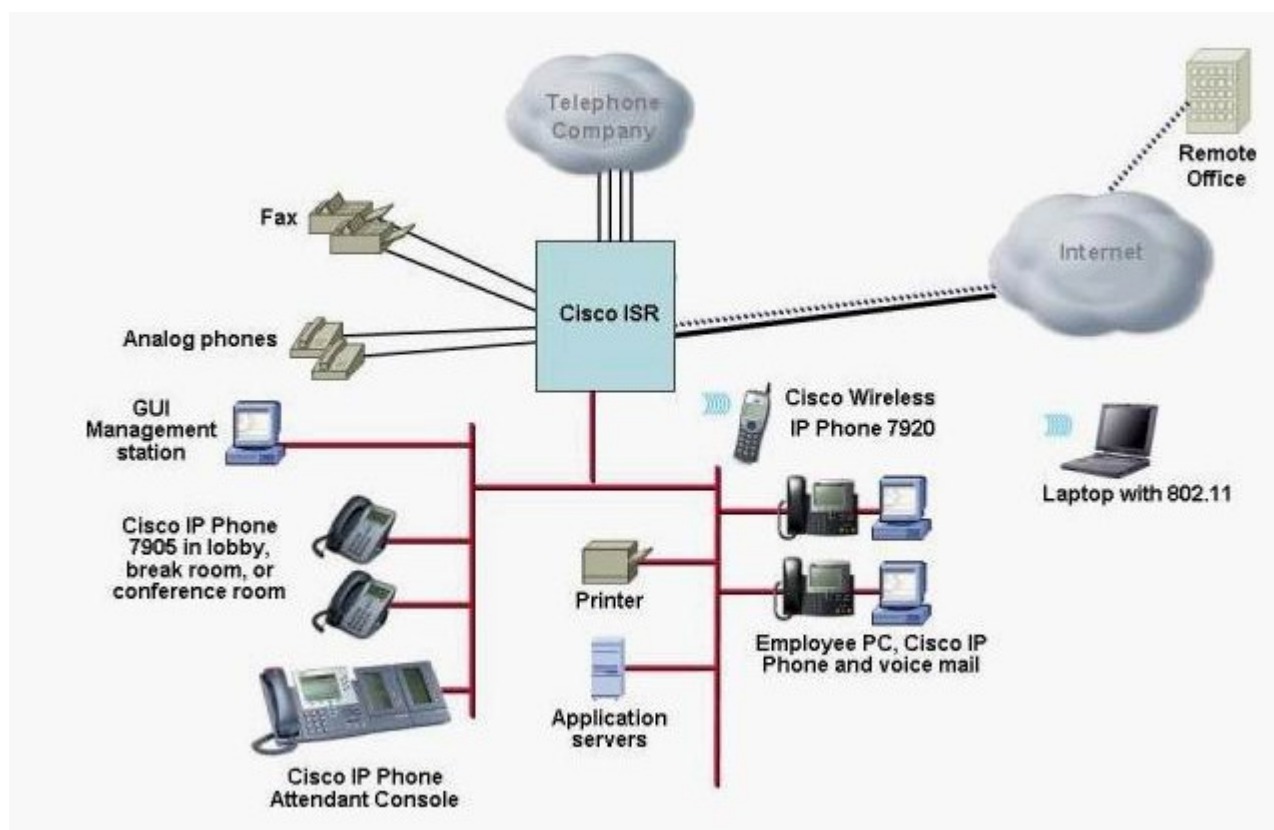 Telephone
Company
Remote
Office
Fax
Internet
Cisco ISR
Analog phones
GUI
Management
station
Cisco Wireless
IP Phone 7920
Laptop with 802.11
Cisco IP Phone
7905 in lobby,
break room, or
conference room
Printer
Employee PC, Cisco IP
Phone and voice mail
Application
servers
Cisco IP Phone
Attendant Console